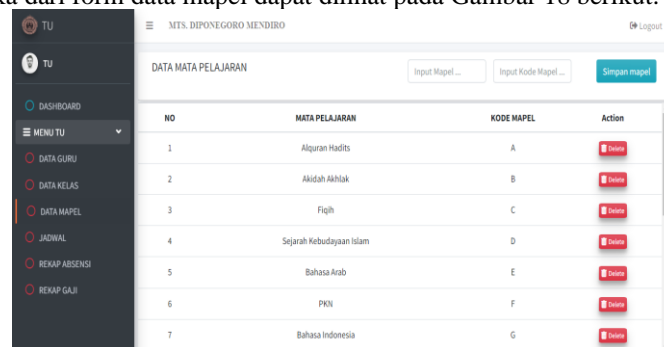 dari form data mapel dapat dilihat pada Gambar 18 berikut.
TU
MTS. DIPONEGORO MENDIRO
Logout
TU
DATA MATA PELAJARAN
Input Mapel ...
Input Kode Mapel ...
Simpan mapel
DASHBOARD
MENU TU
DATA GURU
DATA KELAS
DATA MAPEL
JADWAL
REKAP ABSENSI
REKAP GAJI
NO MATA PELAJARAN KODE MAPEL Action
1 Alquran Hadits A Delete
2 Akidah Akhlak B Delete
3 Fiqih C Delete
4 Sejarah Kebudayaan Islam D Delete
5 Bahasa Arab E Delete
6 PKN F Delete
7 Bahasa Indonesia G Delete